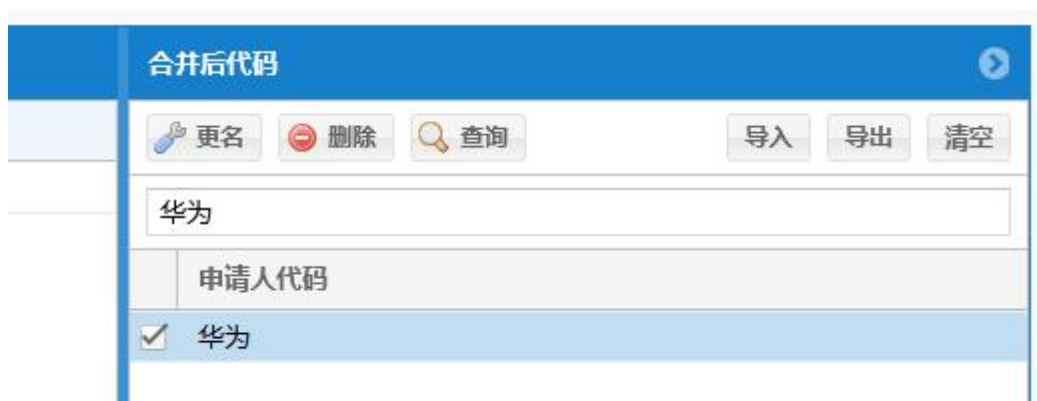 合并后代码
更名 删除 查询 导入 导出 清空
华为
申请人代码
华为